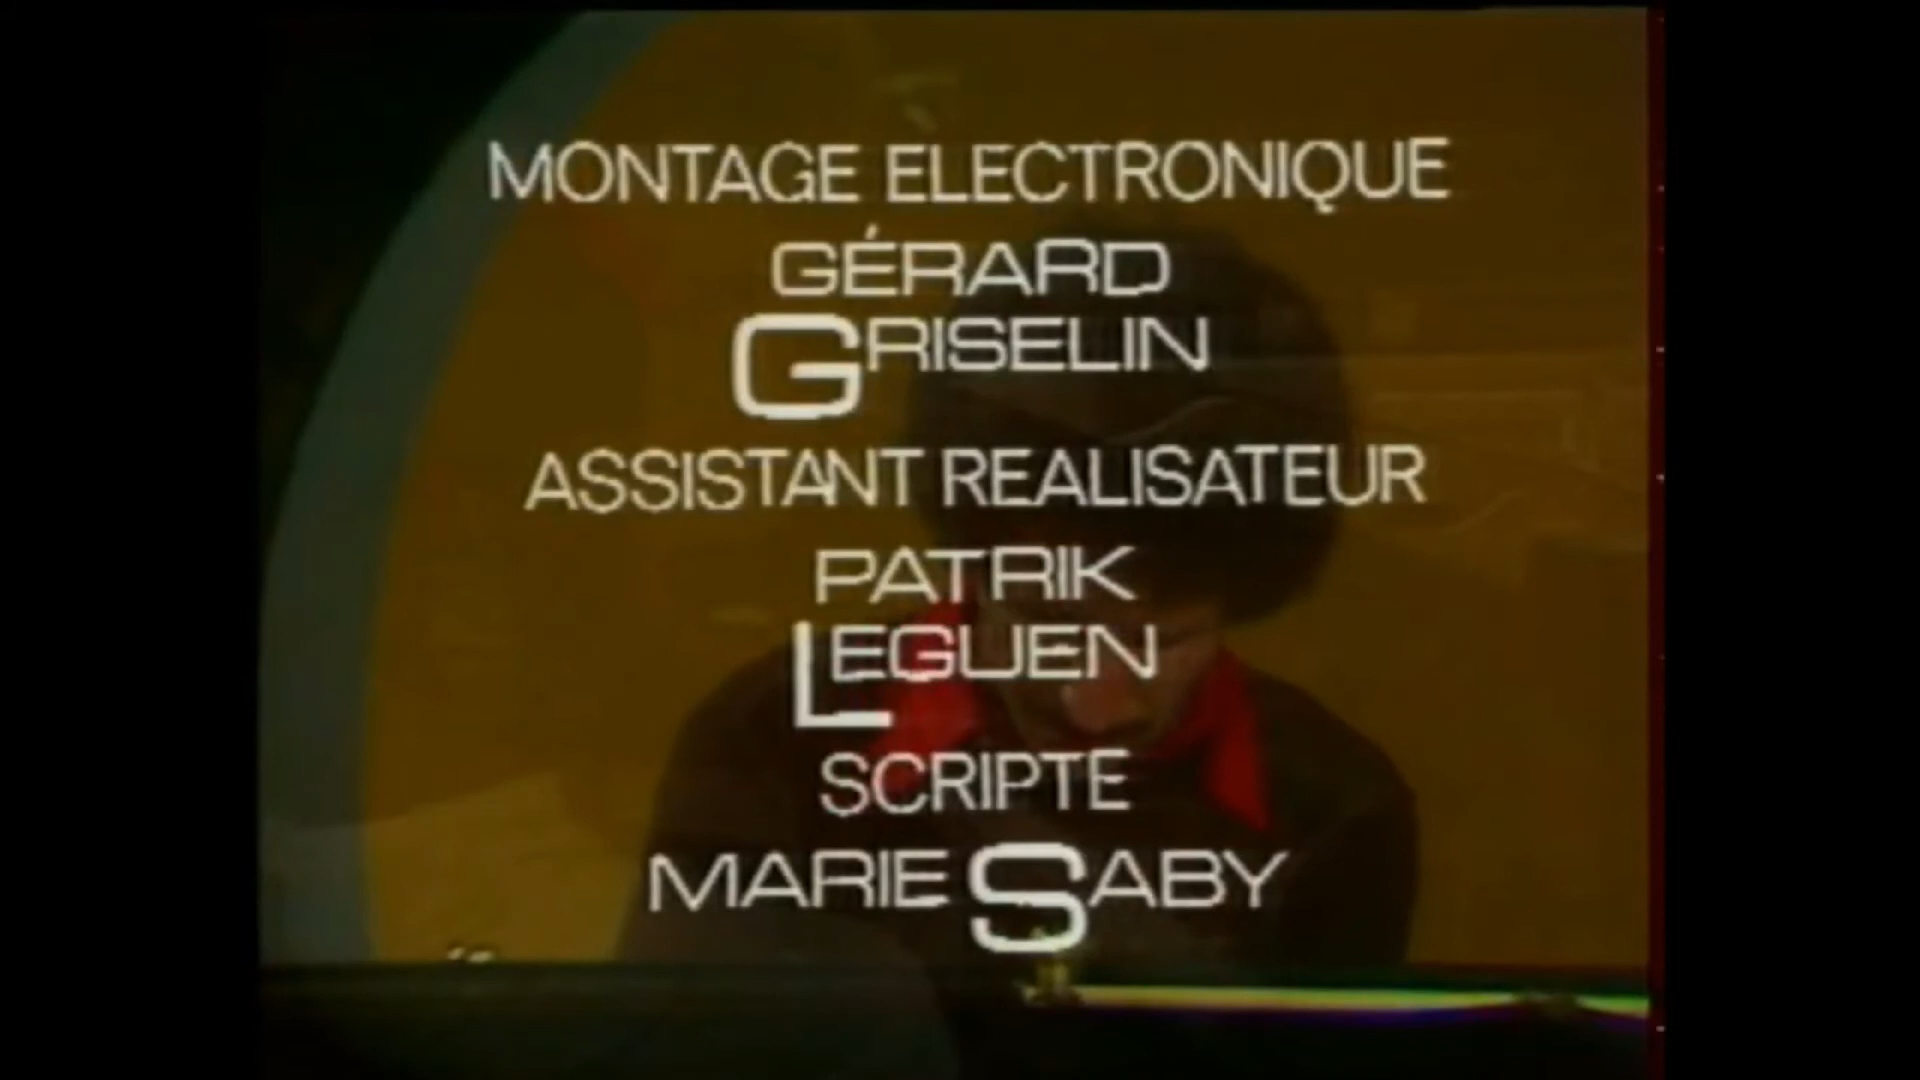 MONTAGE ELECTRONIQUE
GÉRARD
GRISELIN
ASSISTANT REALISATEUR
PATRIK
LEGUEN
SCRIPTE
MARIE SABY